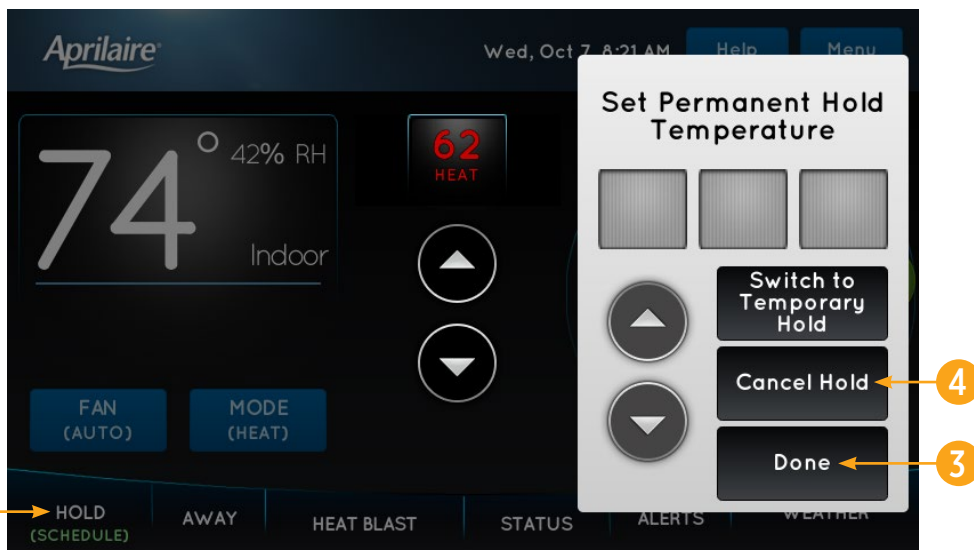 Aprilaire
Wed, Oct 7 8:21 AM
Help
Menu
74° 42% RH
Indoor
62
HEAT
FAN
(AUTO)
MODE
(HEAT)
Set Permanent Hold
Temperature
Switch to
Temporary
Hold
Cancel Hold
4
Done
3
HOLD
(SCHEDULE)
AWAY
HEAT BLAST
STATUS
ALERTS
WEATHER